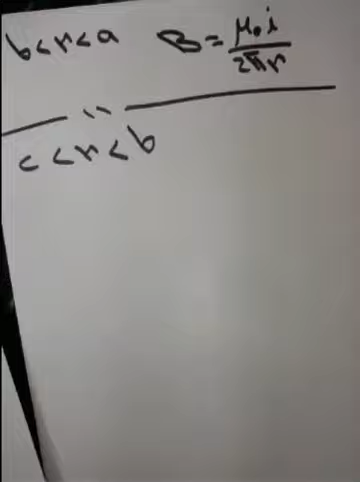 b<r<a B = μ₀i/2πr
"
c<r<b